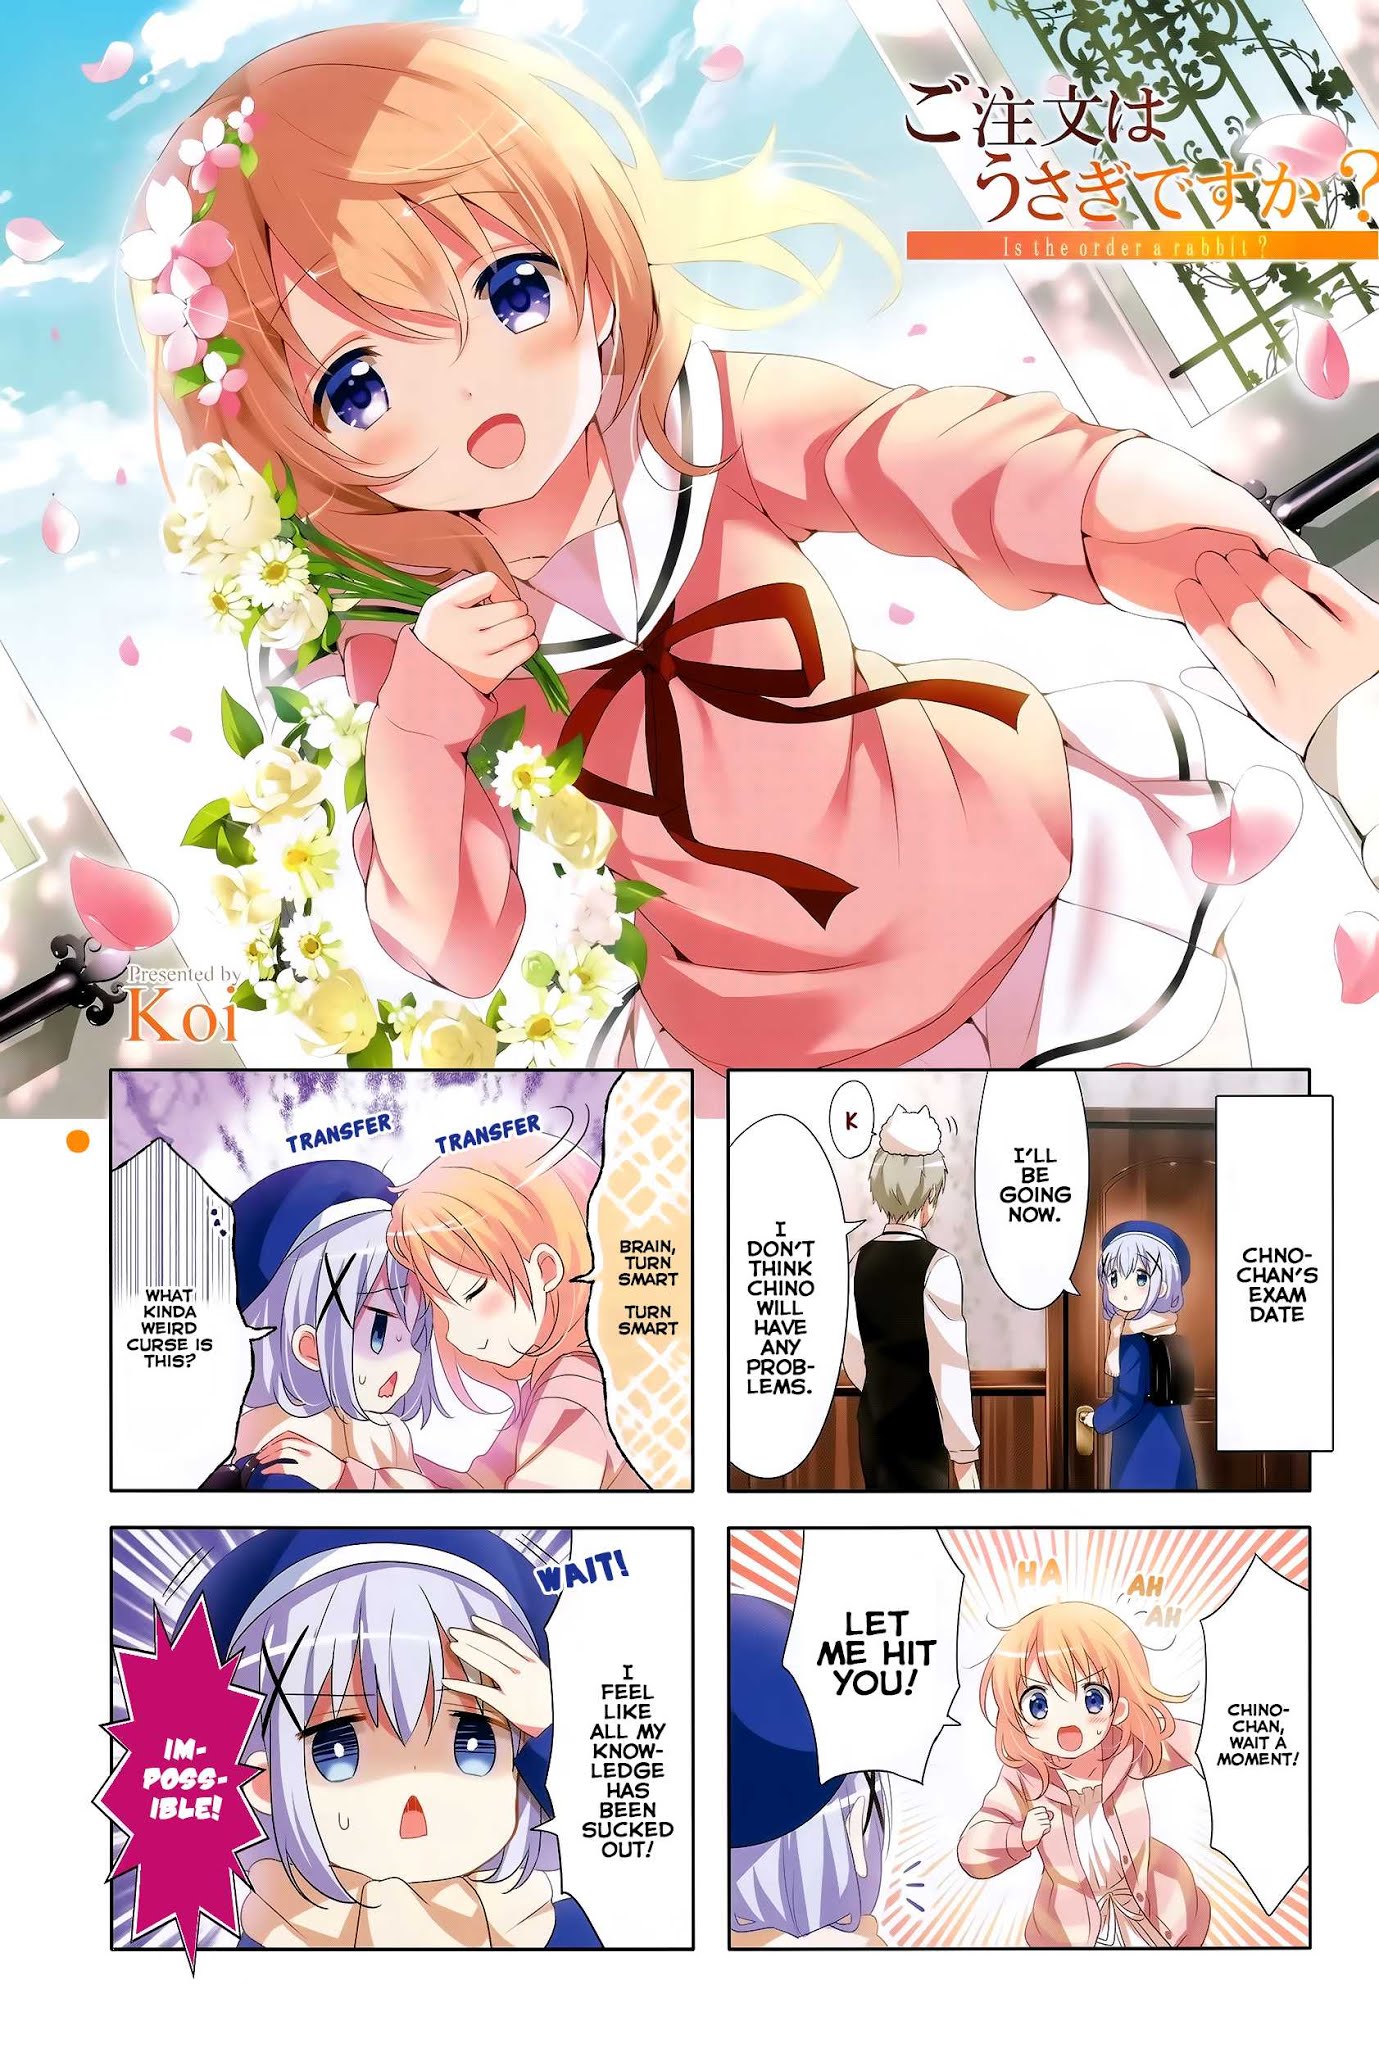 ご注文は
うさぎですか?
Is the order a rabbit?
Presented by
Koi
CHNO-
CHAN'S
EXAM
DATE
I'LL
BE
GOING
NOW.
K
I
DON'T
THINK
CHINO
WILL
HAVE
ANY
PROB-
LEMS.
CHINO-
CHAN,
WAIT A
MOMENT!
HA
AH
AH
LET
ME HIT
YOU!
BRAIN,
TURN
SMART
TURN
SMART
TRANSFER
TRANSFER
...
WHAT
KINDA
WEIRD
CURSE IS
THIS?
WAIT!
I
FEEL
LIKE
ALL MY
KNOW-
LEDGE
HAS
BEEN
SUCKED
OUT!
IM-
POSS-
IBLE!